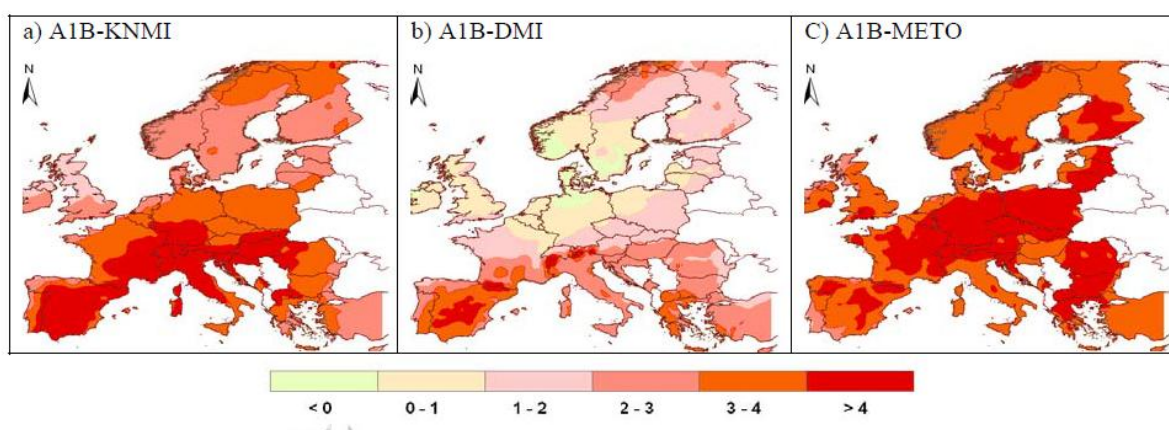 a) A1B-KNMI
b) A1B-DMI
C) A1B-METO
N
N
N
< 0
0 - 1
1 - 2
2 - 3
3 - 4
> 4